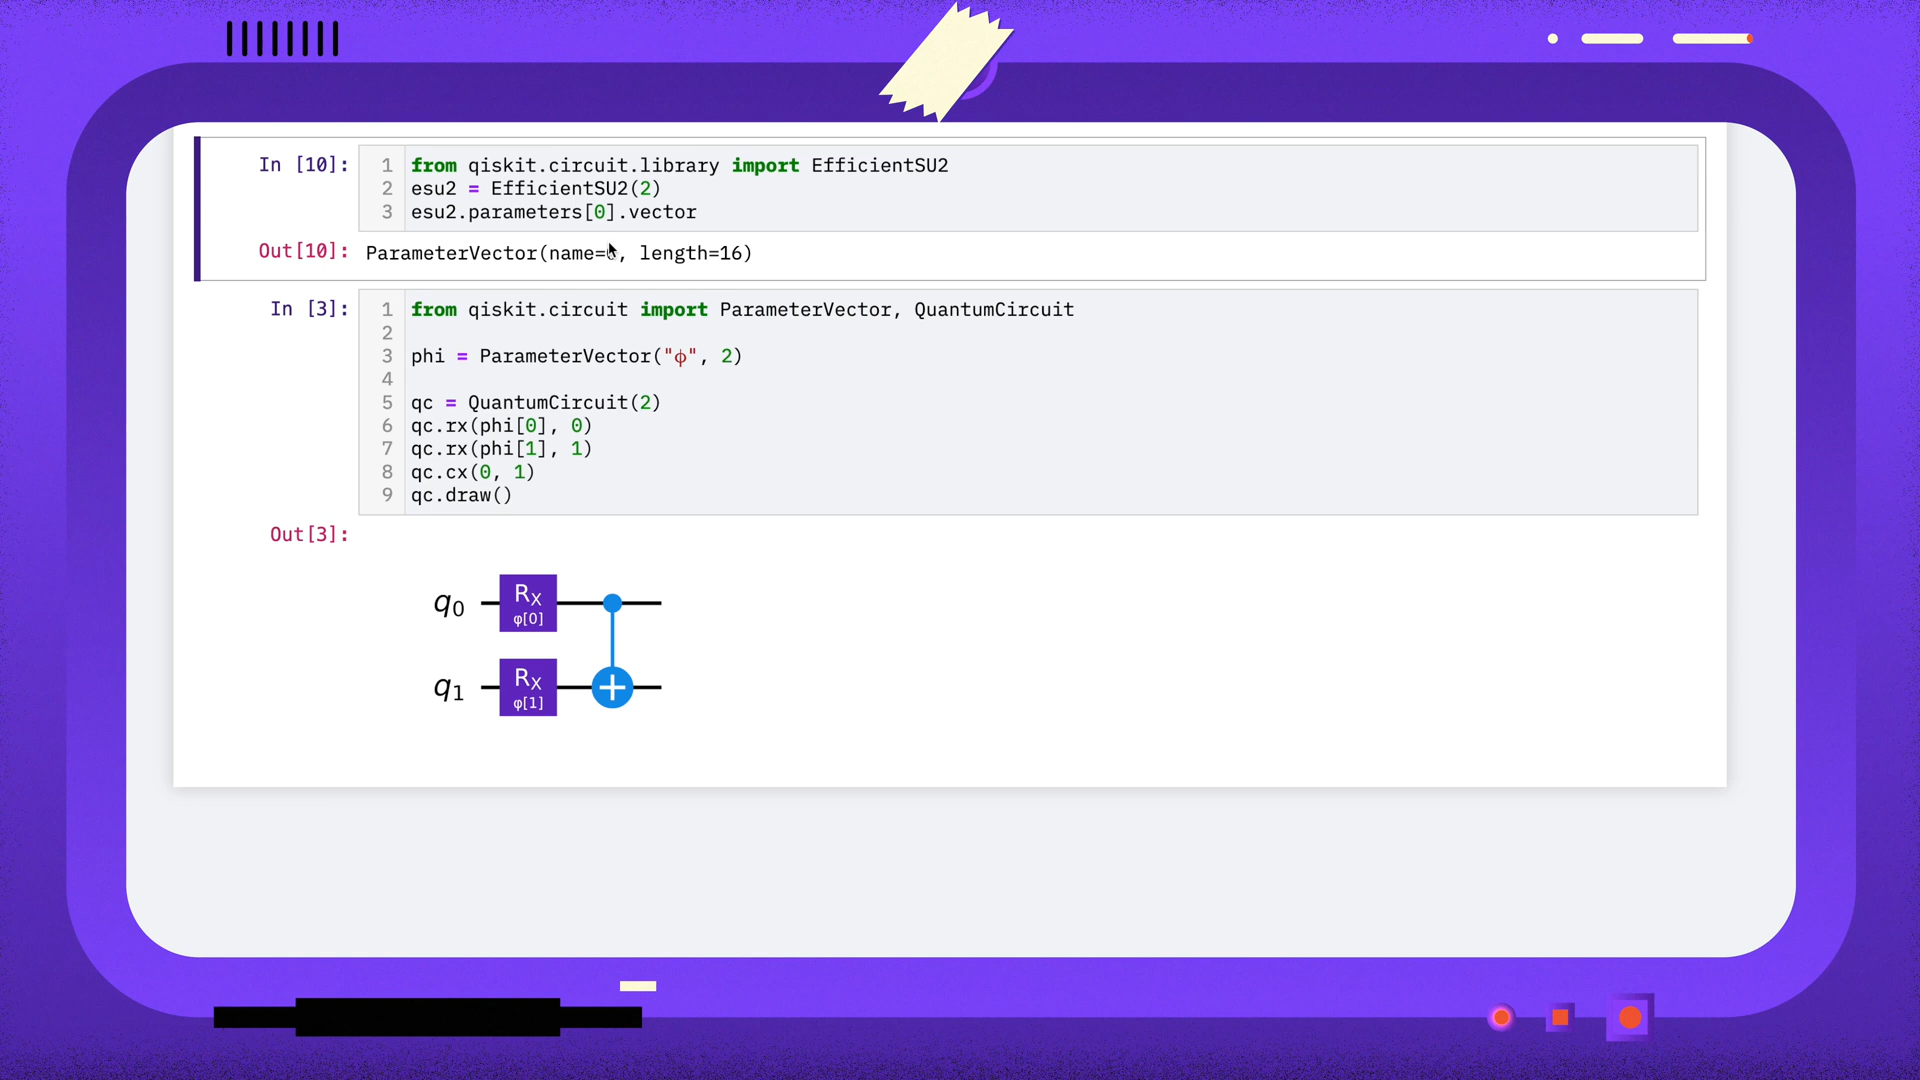 In [10]:
1 from qiskit.circuit.library import EfficientSU2
2 esu2 = EfficientSU2(2)
3 esu2.parameters[0].vector
Out[10]: ParameterVector(name=, length=16)
In [3]:
1 from qiskit.circuit import ParameterVector, QuantumCircuit
2
3 phi = ParameterVector("ϕ", 2)
4
5 qc = QuantumCircuit(2)
6 qc.rx(phi[0], 0)
7 qc.rx(phi[1], 1)
8 qc.cx(0, 1)
9 qc.draw()
Out[3]:
q0 RX
φ[0]
q1 RX
φ[1]